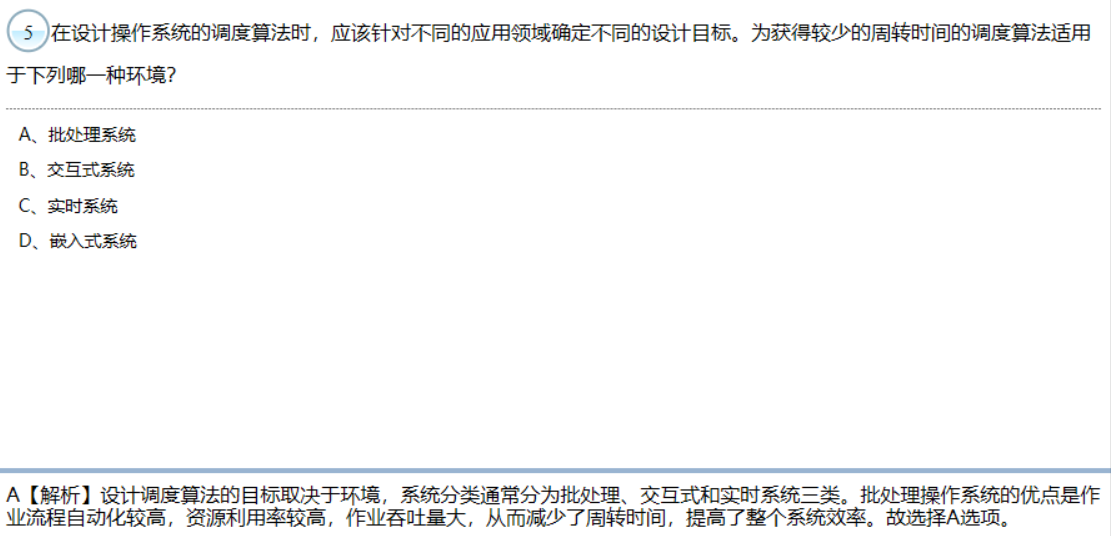 5 在设计操作系统的调度算法时，应该针对不同的应用领域确定不同的设计目标。为获得较少的周转时间的调度算法适用
于下列哪一种环境?
A、批处理系统
B、交互式系统
C、实时系统
D、嵌入式系统
A【解析】设计调度算法的目标取决于环境，系统分类通常分为批处理、交互式和实时系统三类。批处理操作系统的优点是作
业流程自动化较高，资源利用率较高，作业吞吐量大，从而减少了周转时间，提高了整个系统效率。故选择A选项。